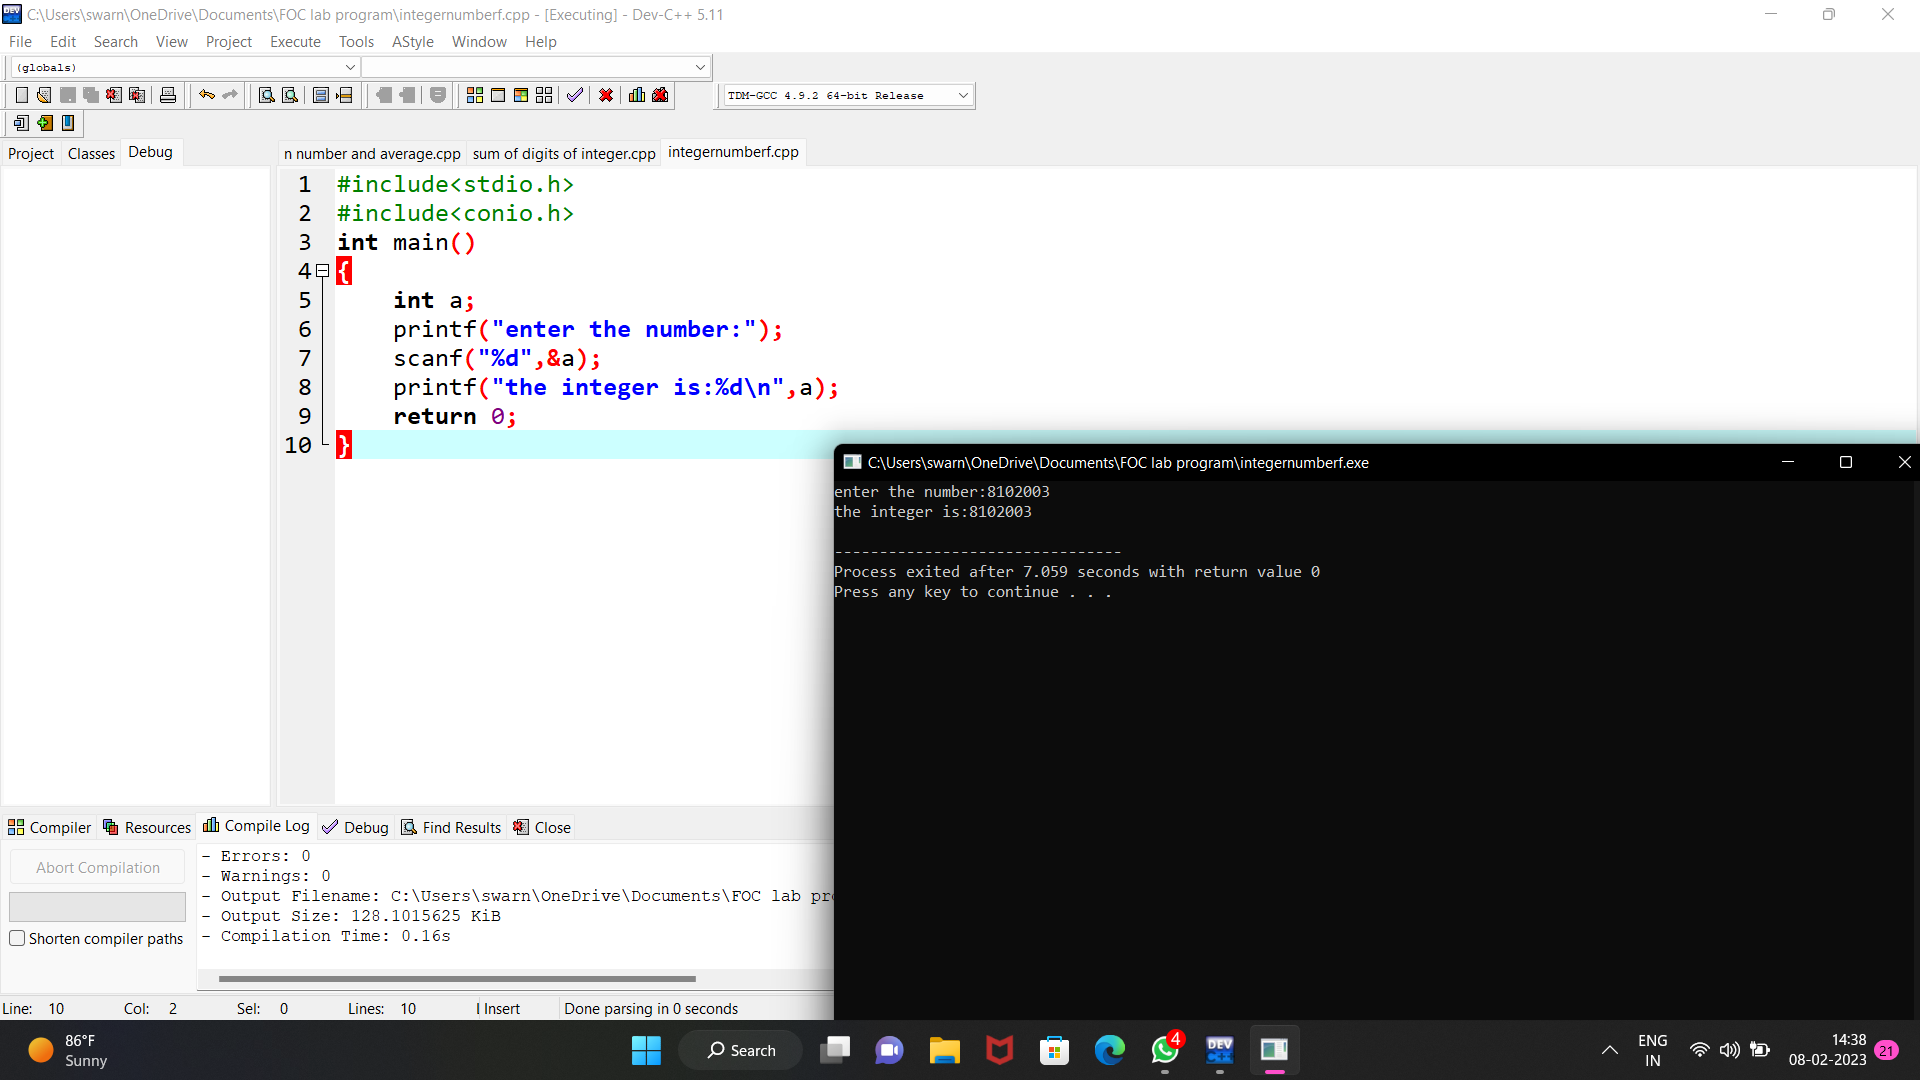 C:\Users\swarn\OneDrive\Documents\FOC lab program\integernumberf.cpp - [Executing] - Dev-C++ 5.11
File Edit Search View Project Execute Tools AStyle Window Help
(globals)
TDM-GCC 4.9.2 64-bit Release
Project Classes Debug
n number and average.cpp sum of digits of integer.cpp integernumberf.cpp
1 #include<stdio.h>
2 #include<conio.h>
3 int main()
4 {
5 int a;
6 printf("enter the number:");
7 scanf("%d",&a);
8 printf("the integer is:%d\n",a);
9 return 0;
10 }
C:\Users\swarn\OneDrive\Documents\FOC lab program\integernumberf.exe
enter the number:8102003
the integer is:8102003
--------------------------------
Process exited after 7.059 seconds with return value 0
Press any key to continue . . .
Compiler Resources Compile Log Debug Find Results Close
Abort Compilation
Shorten compiler paths
- Errors: 0
- Warnings: 0
- Output Filename: C:\Users\swarn\OneDrive\Documents\FOC lab pr
- Output Size: 128.1015625 KiB
- Compilation Time: 0.16s
Line: 10 Col: 2 Sel: 0 Lines: 10 Insert Done parsing in 0 seconds
86°F
Sunny
Search
4
DEV
ENG
IN
14:38
08-02-2023
21